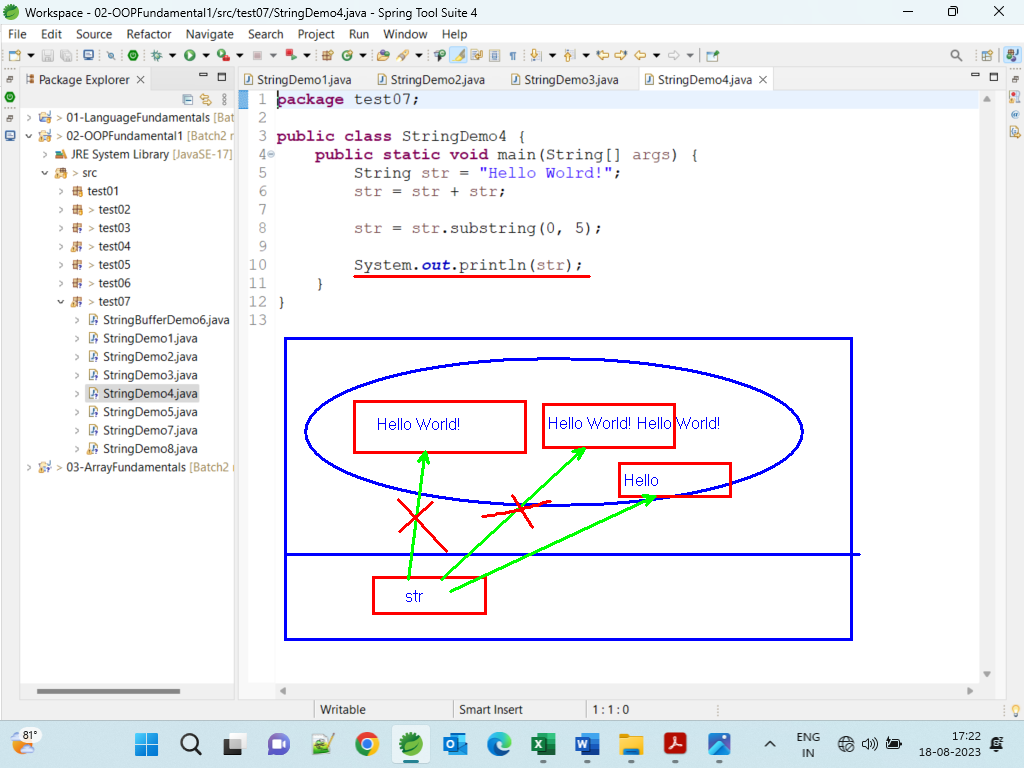 Workspace - 02-OOPFundamental1/src/test07/StringDemo4.java - Spring Tool Suite 4
File Edit Source Refactor Navigate Search Project Run Window Help
Package Explorer
StringDemo1.java StringDemo2.java StringDemo3.java StringDemo4.java
> 01-LanguageFundamentals [Bat
> 02-OOPFundamental1 [Batch2 r
JRE System Library [JavaSE-17]
> src
test01
> test02
> test03
> test04
> test05
> test06
> test07
StringBufferDemo6.java
StringDemo1.java
StringDemo2.java
StringDemo3.java
StringDemo4.java
StringDemo5.java
StringDemo7.java
StringDemo8.java
> 03-ArrayFundamentals [Batch2
1 package test07;
2
3 public class StringDemo4 {
4 public static void main(String[] args) {
5 String str = "Hello Wolrd!";
6 str = str + str;
7
8 str = str.substring(0, 5);
9
10 System.out.println(str);
11 }
12 }
13
Hello World! Hello World! Hello World!
Hello
str
Writable Smart Insert 1 : 1 : 0
81°
ENG
IN
17:22
18-08-2023